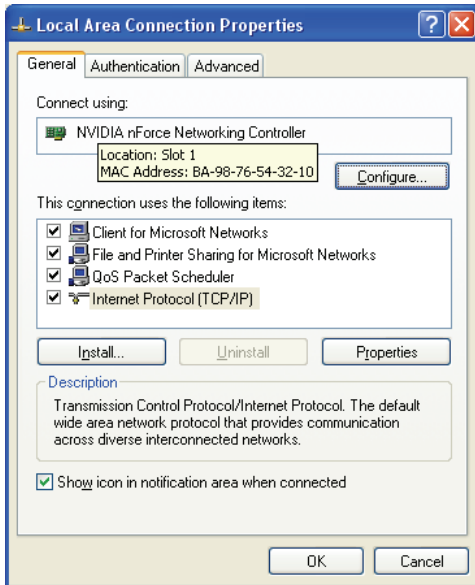 Local Area Connection Properties
General Authentication Advanced
Connect using:
NVIDIA nForce Networking Controller
Location: Slot 1
MAC Address: BA-98-76-54-32-10
Configure...
This connection uses the following items:
Client for Microsoft Networks
File and Printer Sharing for Microsoft Networks
QoS Packet Scheduler
Internet Protocol (TCP/IP)
Install... Uninstall Properties
Description
Transmission Control Protocol/Internet Protocol. The default
wide area network protocol that provides communication
across diverse interconnected networks.
Show icon in notification area when connected
OK Cancel